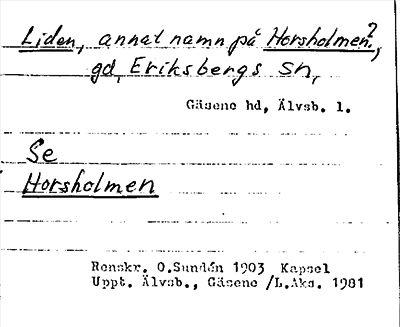 Liden, annat namn på Horsholmen?,
gd, Eriksbergs sn,
Gäsene hd, Älvsb. l.
Se
Horsholmen
Renskr. O.Sundén 1903 Kapsel
Uppt. Älvsb., Gäsene /L.Aks. 1981